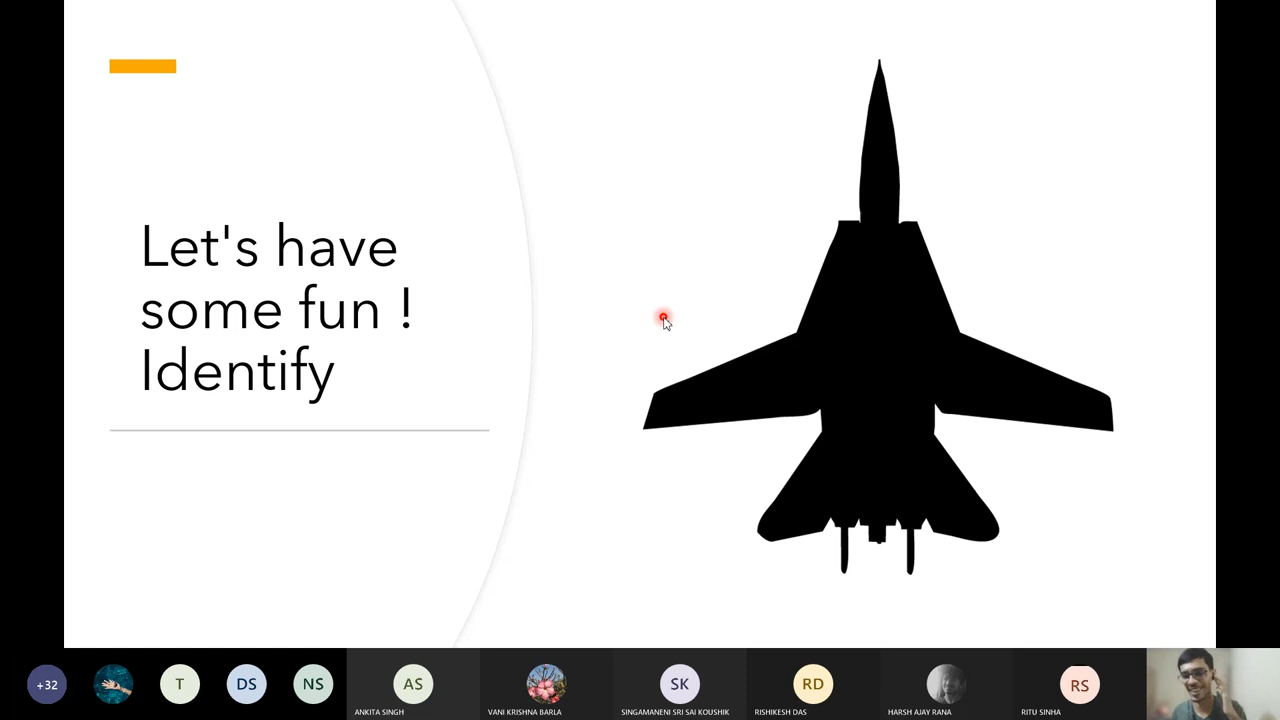 Let's have
some fun !
Identify
+32
T
DS
NS
AS
SK
RD
RS
ANKITA SINGH
VANI KRISHNA BARLA
SINGAMANENI SRI SAI KOUSHIK
RISHIKESH DAS
HARSH AJAY RANA
RITU SINHA